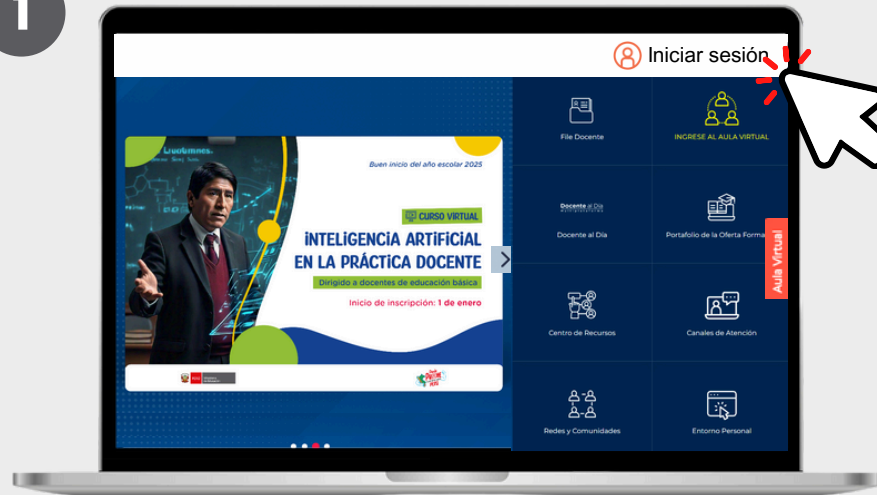 1
Iniciar sesión
Buen inicio del año escolar 2025
CURSO VIRTUAL
iNTELiGENCiA ARTiFiCiAL
EN LA PRÁCTICA DOCENTE
Dirigido a docentes de educación básica
Inicio de inscripción: 1 de enero
File Docente
INGRESE AL AULA VIRTUAL
Docente al Día
Docente al Día
Portafolio de la Oferta Forma
Aula Virtual
Centro de Recursos
Canales de Atención
Redes y Comunidades
Entorno Personal